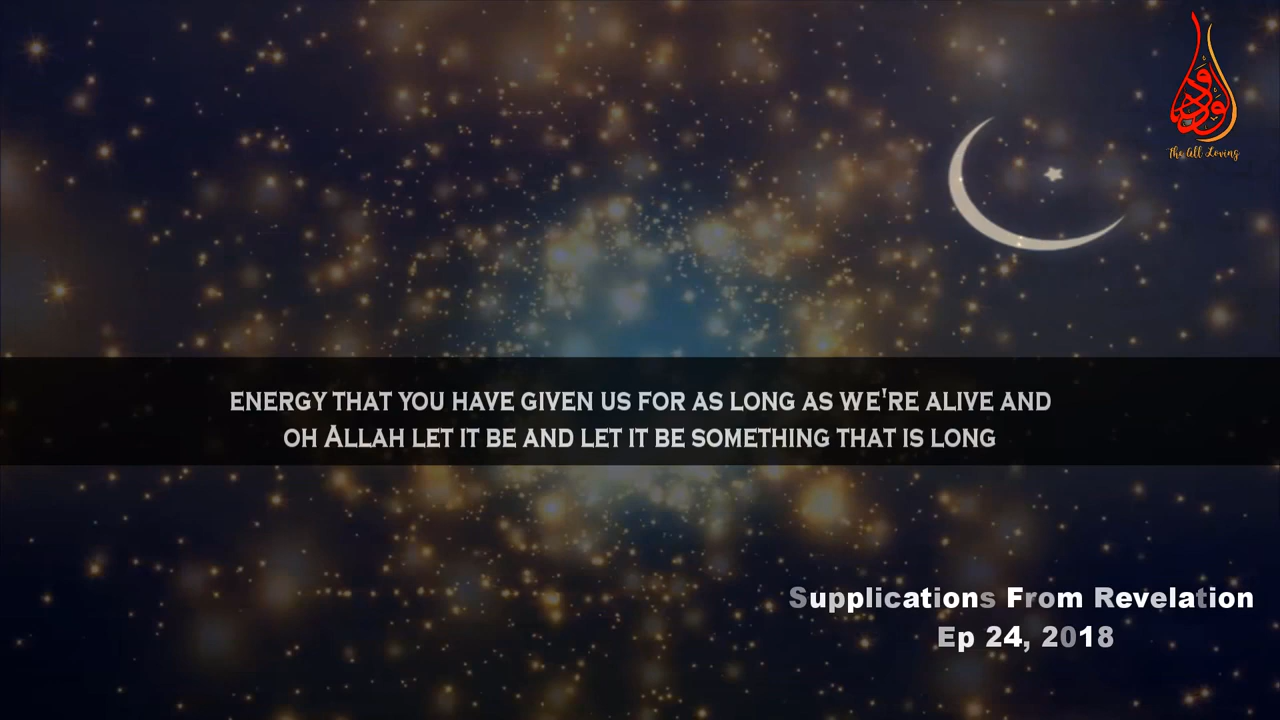 الودود
The All Loving
ENERGY THAT YOU HAVE GIVEN US FOR AS LONG AS WE'RE ALIVE AND
OH ALLAH LET IT BE AND LET IT BE SOMETHING THAT IS LONG
Supplications From Revelation
Ep 24, 2018